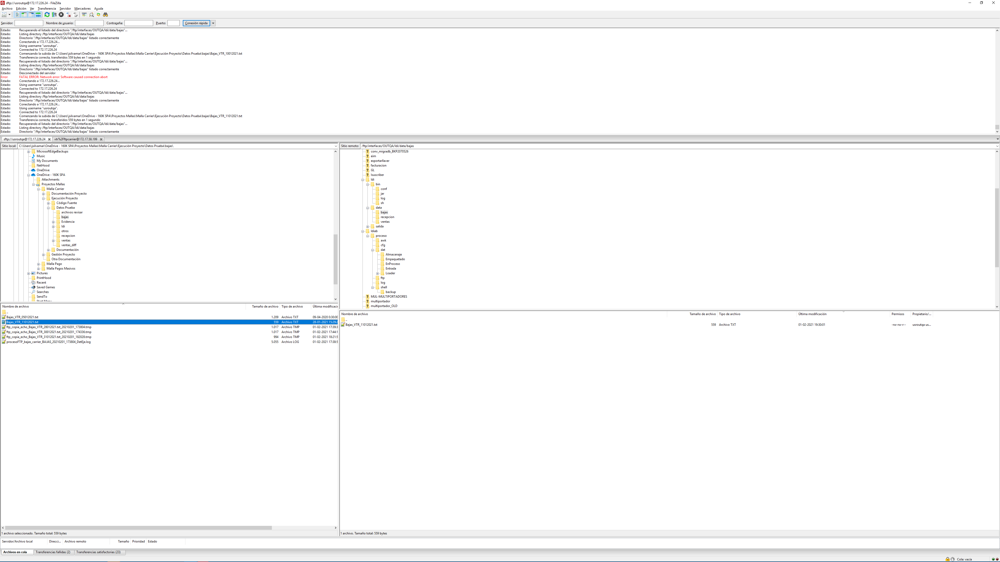 sftp://usroutqa@172.17.226.24 - FileZilla
Archivo Edición Ver Transferencia Servidor Marcadores Ayuda
Servidor: Nombre de usuario: Contraseña: Puerto: Conexión rápida
Estado: Recuperando el listado del directorio "/ftp/interfaces/OUTQA/ldi/data/bajas"...
Estado: Listing directory /ftp/interfaces/OUTQA/ldi/data/bajas
Estado: Directorio "/ftp/interfaces/OUTQA/ldi/data/bajas" listado correctamente
Estado: Conectando a 172.17.226.24...
Estado: Using username "usroutqa".
Estado: Connected to 172.17.226.24
Estado: Comenzando la subida de C:\Users\jsilvamar\OneDrive - 160K SPA\Proyectos Mallas\Malla Carrier\Ejecución Proyecto\Datos Prueba\bajas\Bajas_VTR_10012021.txt
Estado: Transferencia correcta, transferidos 559 bytes en 1 segundo
Estado: Recuperando el listado del directorio "/ftp/interfaces/OUTQA/ldi/data/bajas"...
Estado: Listing directory /ftp/interfaces/OUTQA/ldi/data/bajas
Estado: Directorio "/ftp/interfaces/OUTQA/ldi/data/bajas" listado correctamente
Estado: Desconectado del servidor
Error: FATAL ERROR: Network error: Software caused connection abort
Estado: Conectando a 172.17.226.24...
Estado: Using username "usroutqa".
Estado: Connected to 172.17.226.24
Estado: Recuperando el listado del directorio "/ftp/interfaces/OUTQA/ldi/data/bajas"...
Estado: Listing directory /ftp/interfaces/OUTQA/ldi/data/bajas
Estado: Directorio "/ftp/interfaces/OUTQA/ldi/data/bajas" listado correctamente
Estado: Conectando a 172.17.226.24...
Estado: Using username "usroutqa".
Estado: Connected to 172.17.226.24
Estado: Comenzando la subida de C:\Users\jsilvamar\OneDrive - 160K SPA\Proyectos Mallas\Malla Carrier\Ejecución Proyecto\Datos Prueba\bajas\Bajas_VTR_11012021.txt
Estado: Transferencia correcta, transferidos 559 bytes en 1 segundo
Estado: Recuperando el listado del directorio "/ftp/interfaces/OUTQA/ldi/data/bajas"...
Estado: Listing directory /ftp/interfaces/OUTQA/ldi/data/bajas
Estado: Directorio "/ftp/interfaces/OUTQA/ldi/data/bajas" listado correctamente
sftp://usroutqa@172.17.226.24 vtr%2Fftpcarrier@172.17.58.199
Sitio local: C:\Users\jsilvamar\OneDrive - 160K SPA\Proyectos Mallas\Malla Carrier\Ejecución Proyecto\Datos Prueba\bajas\
MicrosoftEdgeBackups
Music
My Documents
NetHood
OneDrive
OneDrive - 160K SPA
Attachments
Proyectos Mallas
Malla Carrier
Documentación Proyecto
Ejecución Proyecto
Código Fuente
Datos Prueba
archivos revisar
bajas
Evidencia
ldi
otros
recepcion
ventas
ventas_diff
Documentación
Gestión Proyecto
Otra Documentación
Malla Pago
Malla Pagos Masivos
Pictures
PrintHood
Recent
Saved Games
Searches
SendTo
Start Menu
Nombre de archivo Tamaño de archivo Tipo de archivo Última modificaci
..
Bajas_VTR_05012021.txt 1.209 Archivo TXT 09-04-2020 0:30:00
Bajas_VTR_11012021.txt 559 Archivo TXT 28-01-2021 15:29:2
ftp_copia_echo_Bajas_VTR_28012021.txt_20210201_173804.tmp 1.017 Archivo TMP 01-02-2021 17:39:3
ftp_copia_echo_Bajas_VTR_30012021.txt_20210201_174336.tmp 1.017 Archivo TMP 01-02-2021 17:44:1
ftp_copia_echo_Bajas_VTR_31012021.txt_20210201_182028.tmp 994 Archivo TMP 01-02-2021 18:21:5
procesoFTP_bajas_carrier_BAJAS_20210201_173804_DetEje.log 5.055 Archivo LOG 01-02-2021 17:38:5
1 archivo seleccionado. Tamaño total: 559 bytes
Sitio remoto: /ftp/interfaces/OUTQA/ldi/data/bajas
conv_migradb_BKP2070526
eim
exportarllaver
facturacion
GL
lsuscriber
ldi
bin
conf
jar
log
sh
data
bajas
recepcion
ventas
salida
ldiab
proceso
awk
cfg
dat
Almacenaje
Empaquetado
EnProceso
Entrada
Loader
ftp
log
shell
backup
MUL-MULTIPORTADORES
multiportador
multiportador_OLD
Nombre de archivo Tamaño de archivo Tipo de archivo Última modificación Permisos Propietario/...
..
Bajas_VTR_11012021.txt 559 Archivo TXT 01-02-2021 19:30:01 -rw-rw-r-- usroutqa us...
1 archivo. Tamaño total: 559 bytes
Servidor/Archivo local Direcci... Archivo remoto Tamaño Prioridad Estado
Archivos en cola Transferencias fallidas (2) Transferencias satisfactorias (23)
Cola: vacía